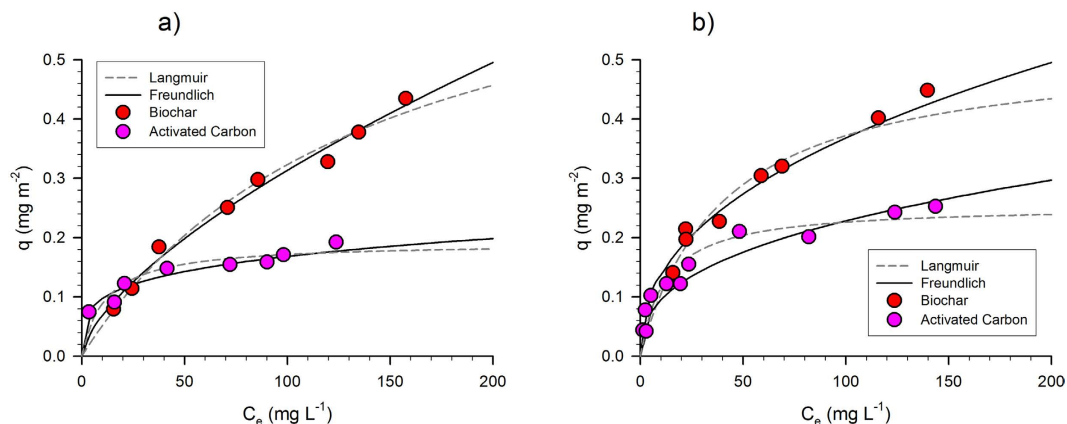 a)
q (mg m⁻²)
0.5
0.4
0.3
0.2
0.1
0.0
Langmuir
Freundlich
Biochar
Activated Carbon
0 50 100 150 200
Cₑ (mg L⁻¹)
b)
q (mg m⁻²)
0.5
0.4
0.3
0.2
0.1
0.0
Langmuir
Freundlich
Biochar
Activated Carbon
0 50 100 150 200
Cₑ (mg L⁻¹)